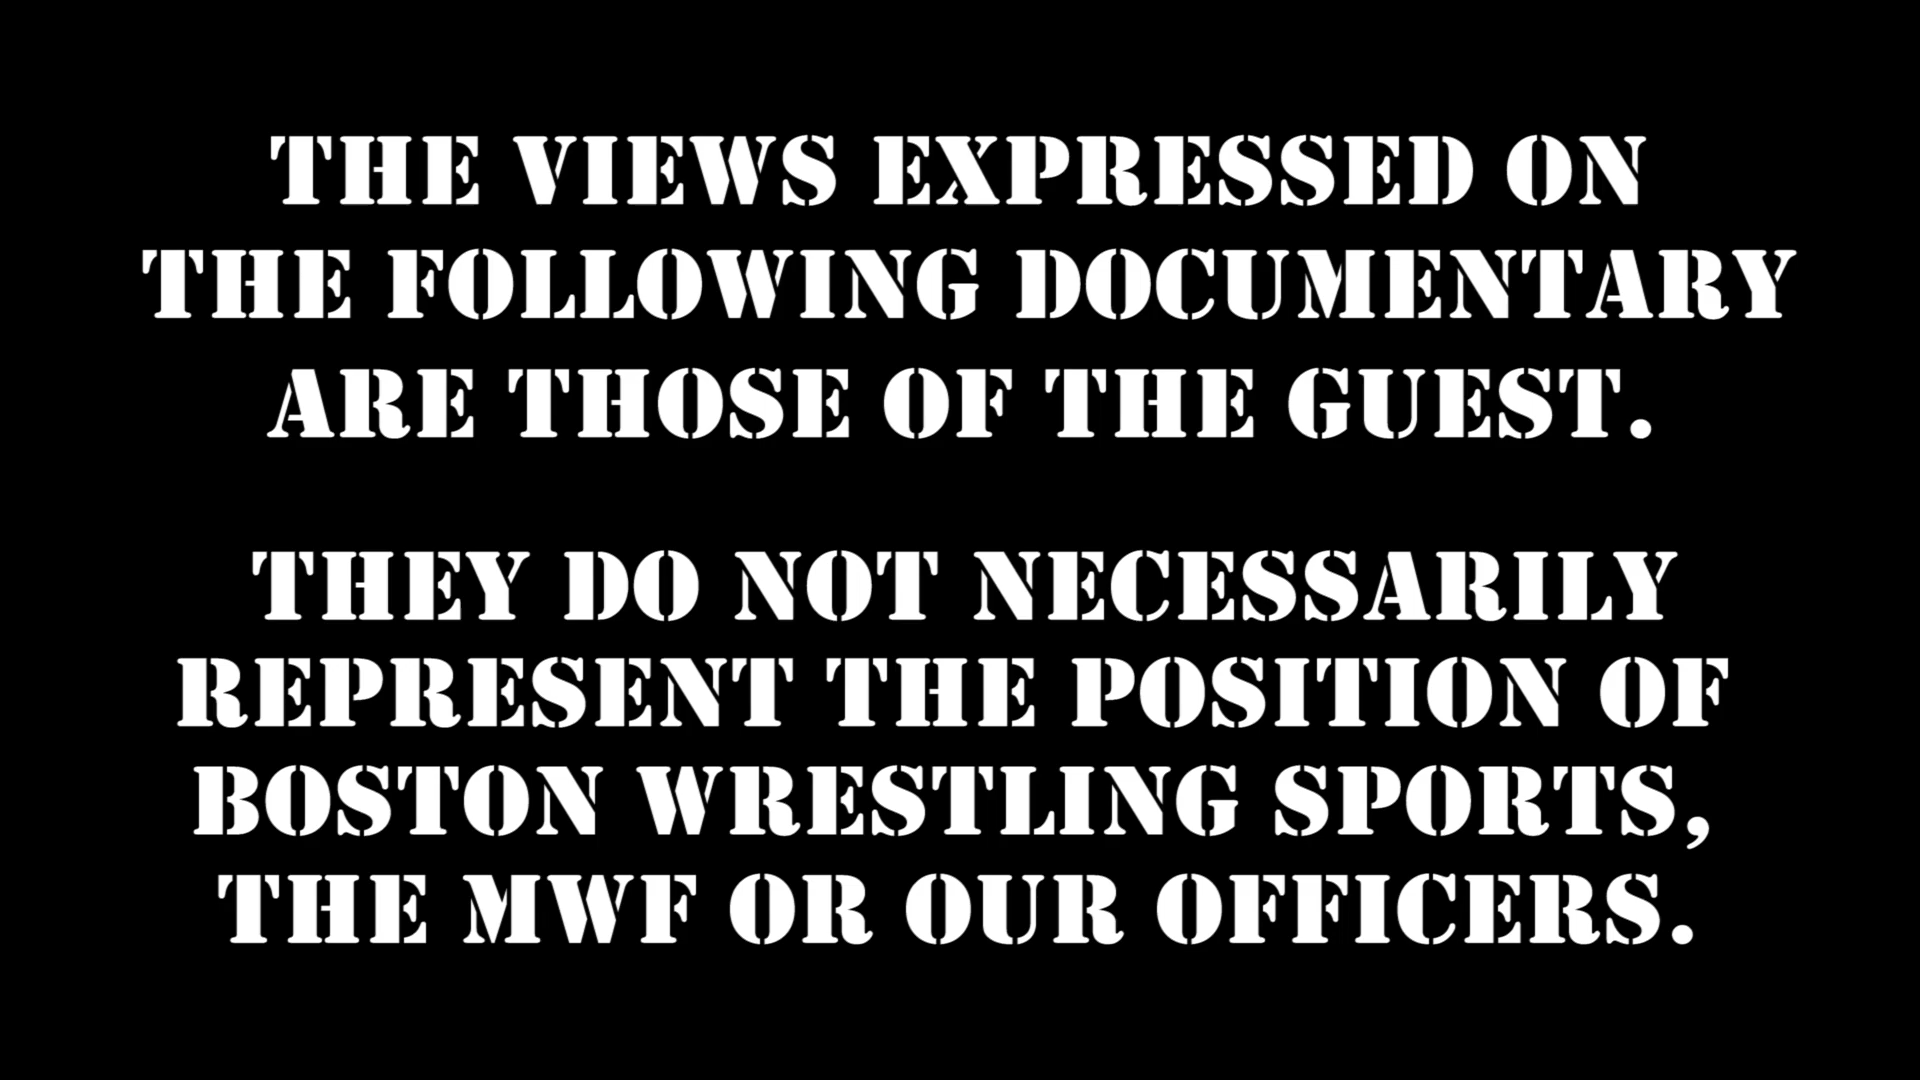 THE VIEWS EXPRESSED ON
THE FOLLOWING DOCUMENTARY
ARE THOSE OF THE GUEST.
THEY DO NOT NECESSARILY
REPRESENT THE POSITION OF
BOSTON WRESTLING SPORTS,
THE MWF OR OUR OFFICERS.